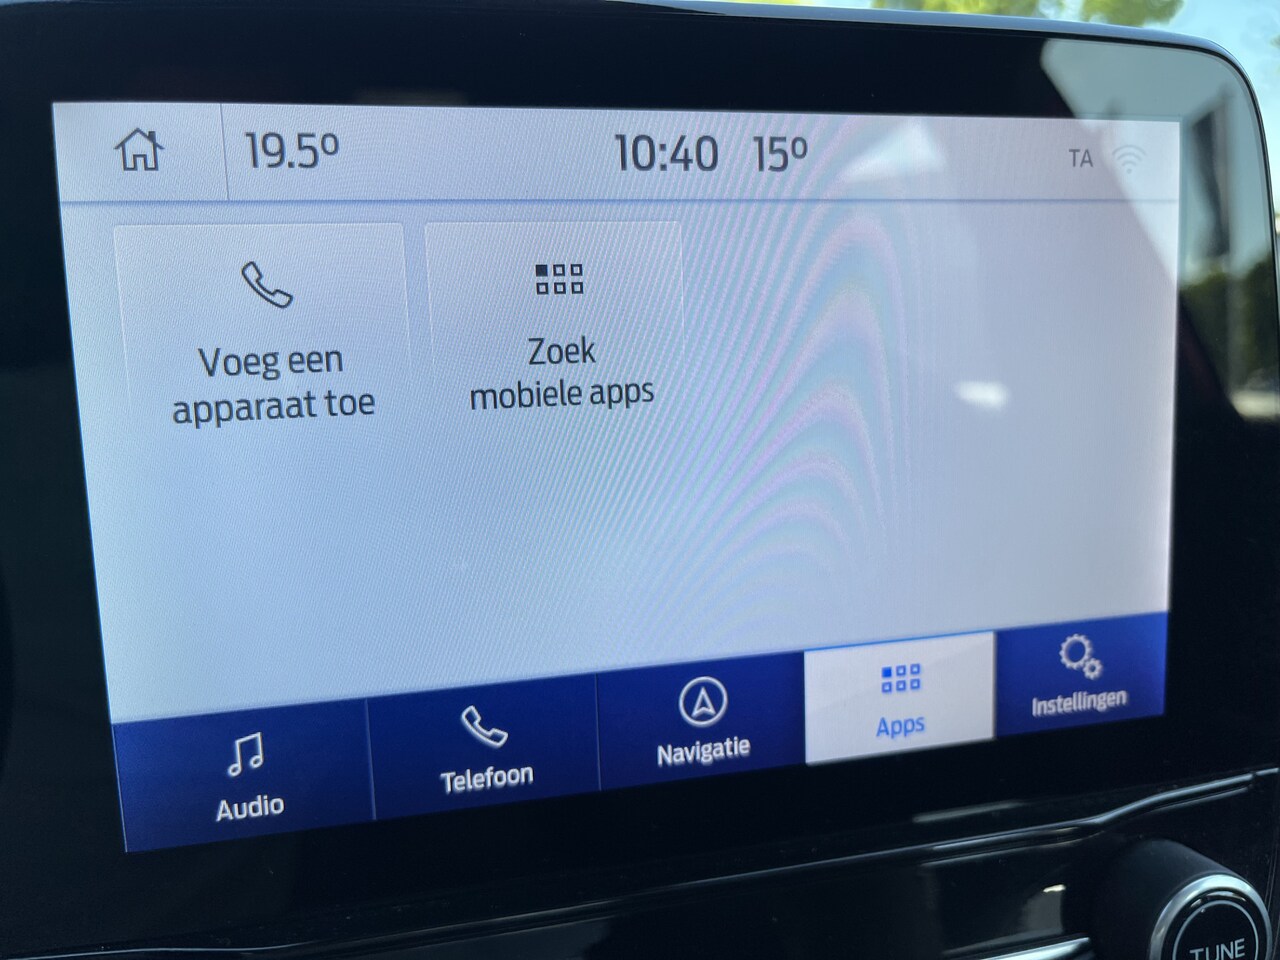 19.5º 10:40 15º TA
Voeg een
apparaat toe
Zoek
mobiele apps
Audio
Telefoon
Navigatie
Apps
Instellingen
TUNE